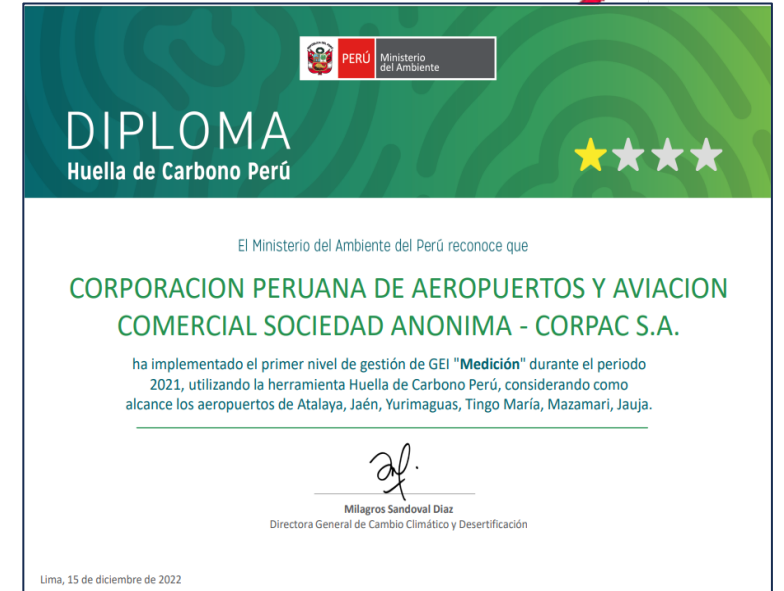 PERÚ Ministerio
del Ambiente
DIPLOMA
Huella de Carbono Perú
El Ministerio del Ambiente del Perú reconoce que
CORPORACION PERUANA DE AEROPUERTOS Y AVIACION
COMERCIAL SOCIEDAD ANONIMA - CORPAC S.A.
ha implementado el primer nivel de gestión de GEI "Medición" durante el periodo
2021, utilizando la herramienta Huella de Carbono Perú, considerando como
alcance los aeropuertos de Atalaya, Jaén, Yurimaguas, Tingo María, Mazamari, Jauja.
Milagros Sandoval Diaz
Directora General de Cambio Climático y Desertificación
Lima, 15 de diciembre de 2022